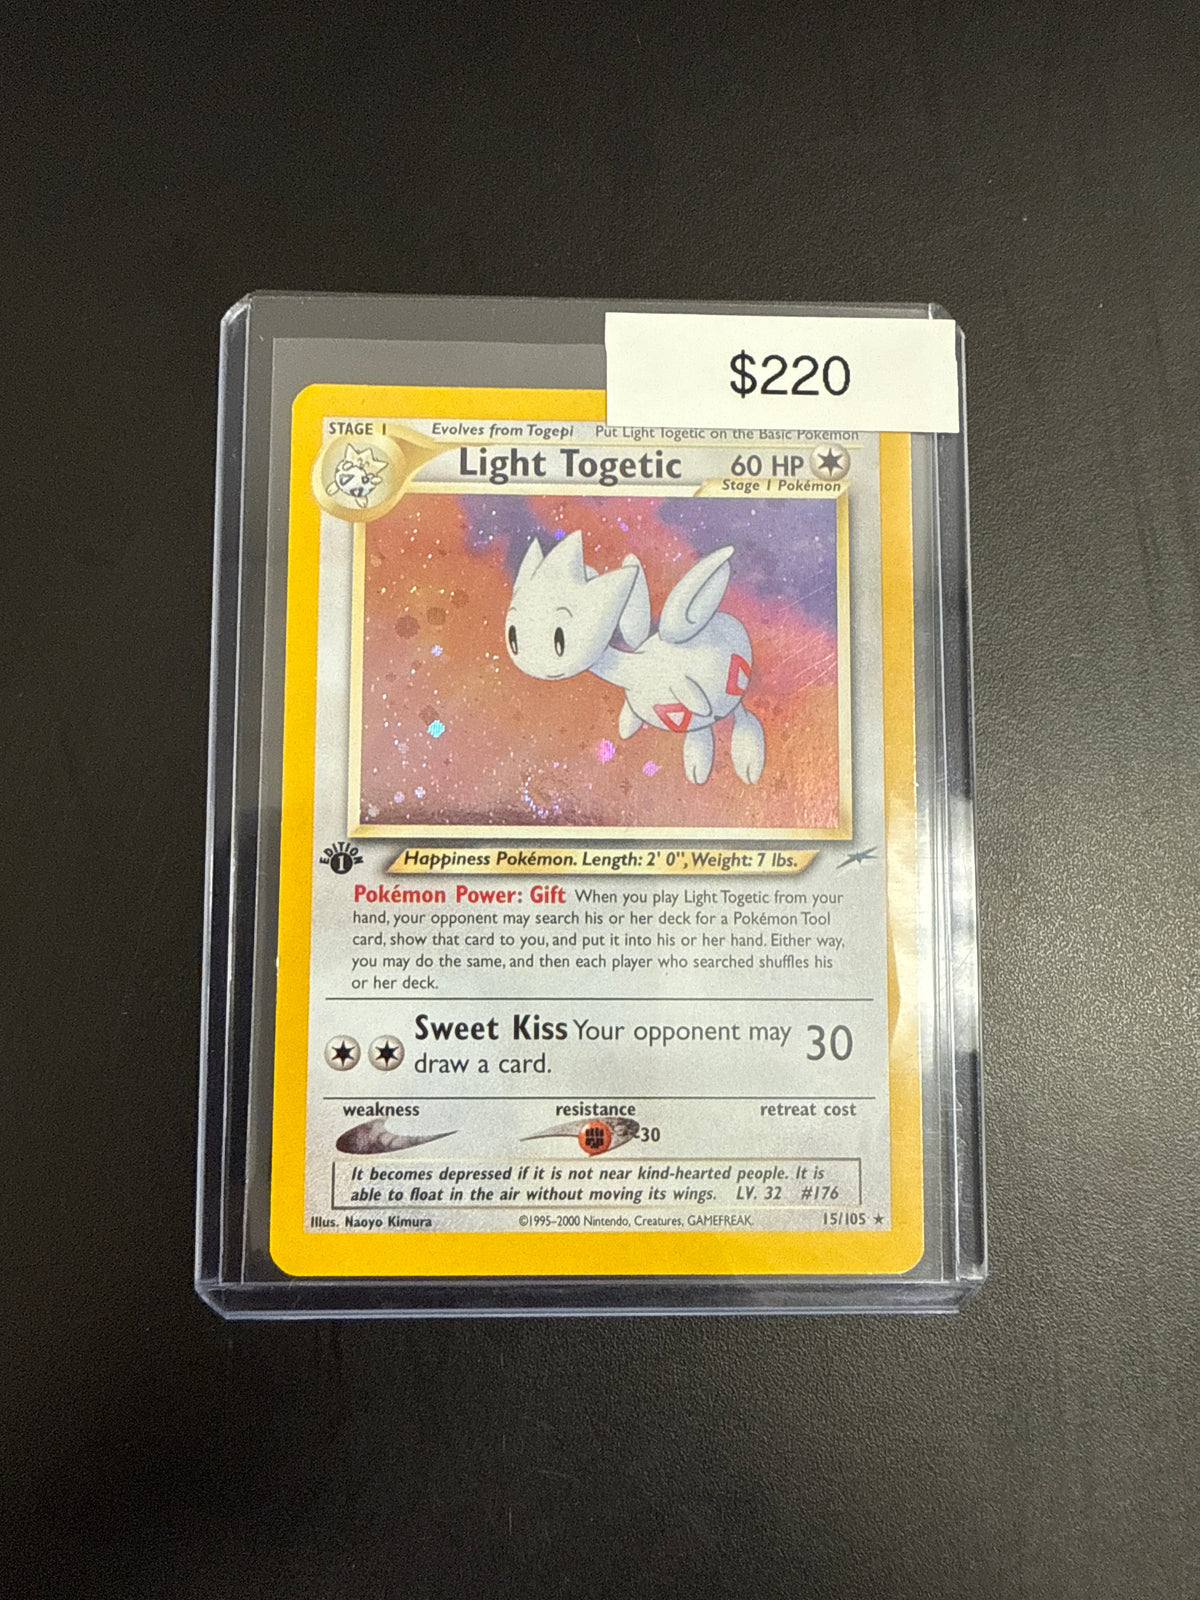 $220
STAGE 1 Evolves from Togepi Put Light Togetic on the Basic Pokémon
Light Togetic 60 HP
Stage 1 Pokémon
EDITION
1
Happiness Pokémon. Length: 2' 0", Weight: 7 lbs.
Pokémon Power: Gift When you play Light Togetic from your
hand, your opponent may search his or her deck for a Pokémon Tool
card, show that card to you, and put it into his or her hand. Either way,
you may do the same, and then each player who searched shuffles his
or her deck.
Sweet Kiss Your opponent may 30
draw a card.
weakness resistance retreat cost
-30
It becomes depressed if it is not near kind-hearted people. It is
able to float in the air without moving its wings. LV. 32 #176
Illus. Naoyo Kimura ©1995-2000 Nintendo, Creatures, GAMEFREAK. 15/105 ★